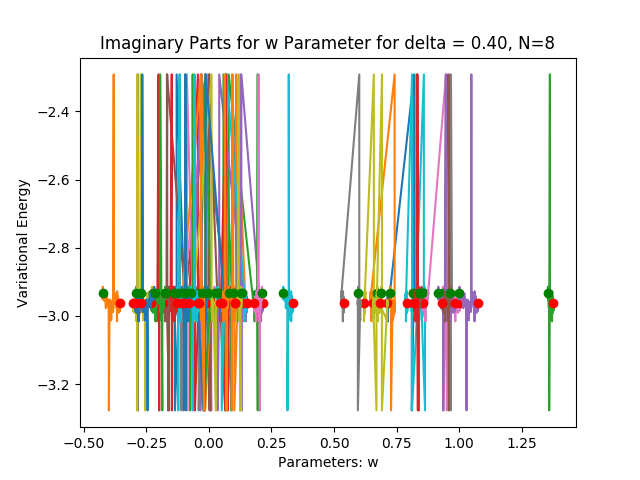 Imaginary Parts for w Parameter for delta = 0.40, N=8
Variational Energy
−2.4
−2.6
−2.8
−3.0
−3.2
−0.50 −0.25 0.00 0.25 0.50 0.75 1.00 1.25
Parameters: w